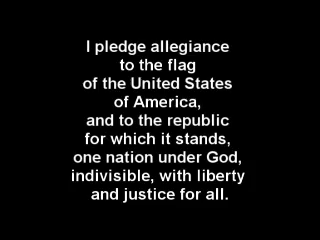 I pledge allegiance
to the flag
of the United States
of America,
and to the republic
for which it stands,
one nation under God,
indivisible, with liberty
and justice for all.